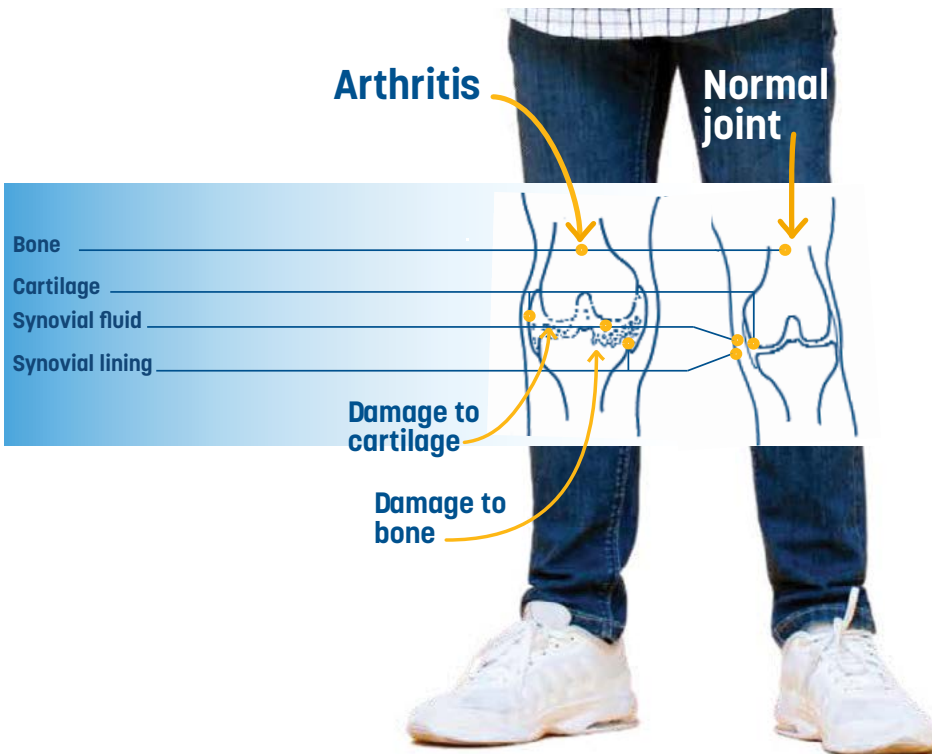 Arthritis
Normal
joint
Bone
Cartilage
Synovial fluid
Synovial lining
Damage to
cartilage
Damage to
bone